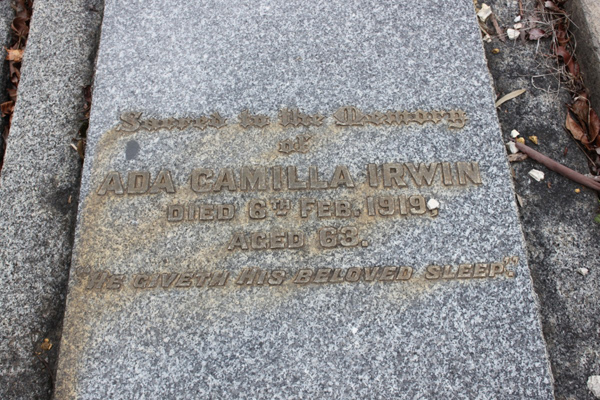 Sacred to the Memory
of
ADA CAMILLA IRWIN
DIED 6TH FEB. 1919,
AGED 63.
"HE GIVETH HIS BELOVED SLEEP."